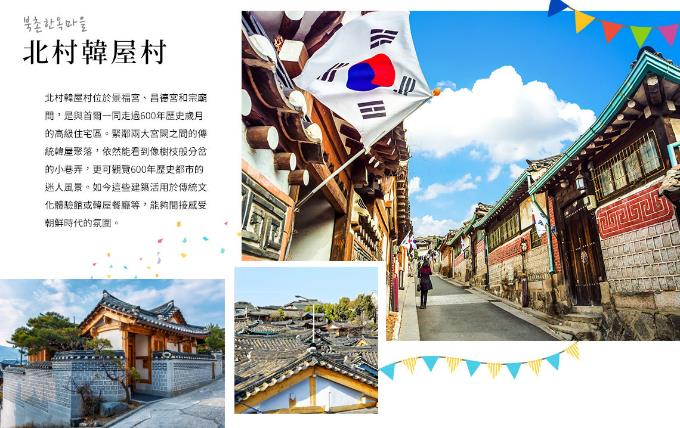 북촌한옥마을
北村韓屋村
北村韓屋村位於景福宮、昌德宮和宗廟
間，是與首爾一同走過600年歷史歲月
的高級住宅區。緊鄰兩大宮闕之間的傳
統韓屋聚落，依然能看到像樹枝般分岔
的小巷弄，更可觀覽600年歷史都市的
迷人風景。如今這些建築活用於傳統文
化體驗館或韓屋餐廳等，能夠間接感受
朝鮮時代的氛圍。